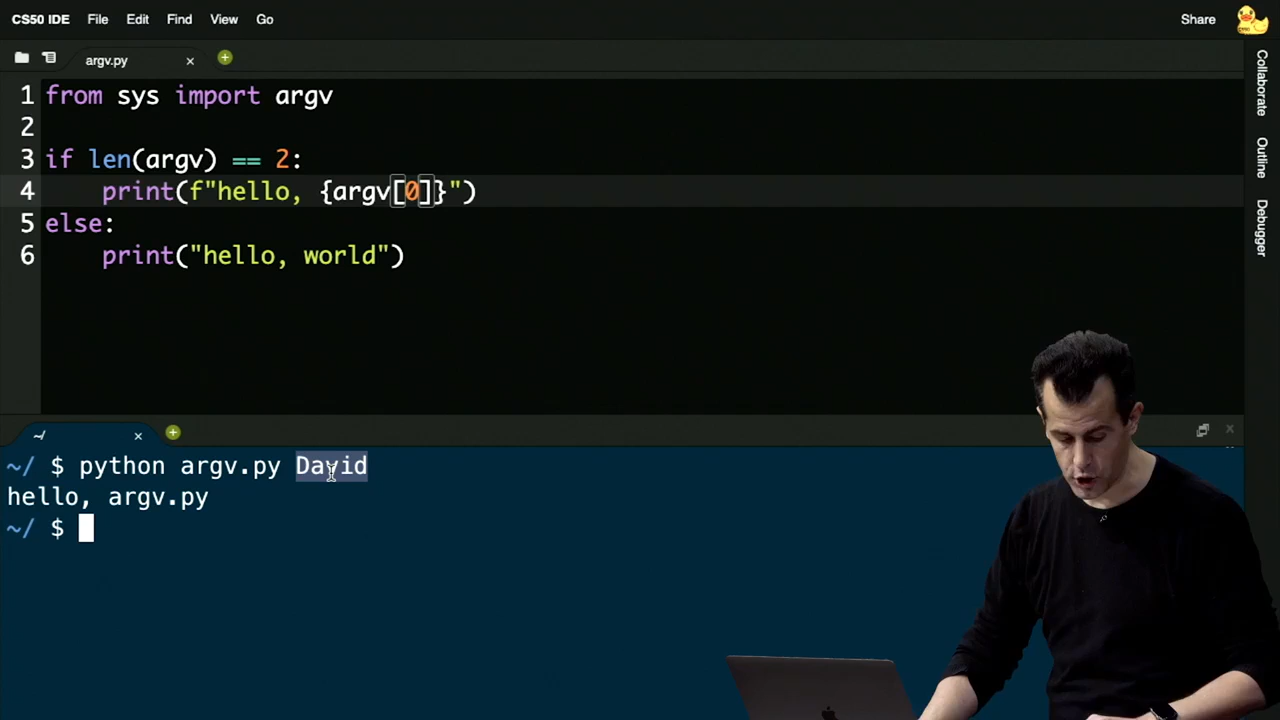 CS50 IDE File Edit Find View Go Share
argv.py
1 from sys import argv
2
3 if len(argv) == 2:
4     print(f"hello, {argv[0]}")
5 else:
6     print("hello, world")
Collaborate
Outline
Debugger
~/
~/ $ python argv.py David
hello, argv.py
~/ $